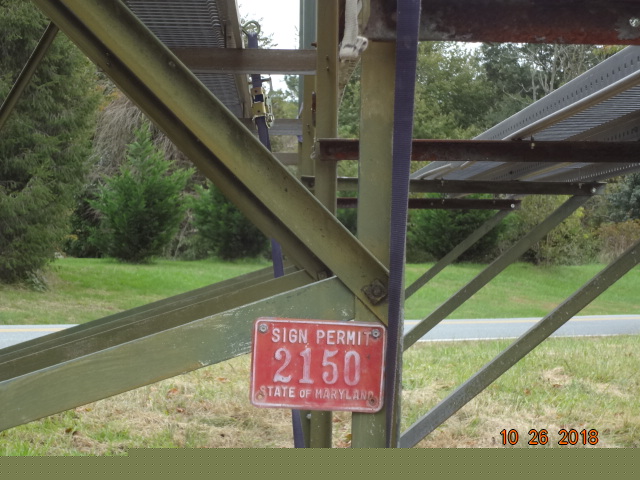 SIGN PERMIT
2150
STATE OF MARYLAND
10 26 2018